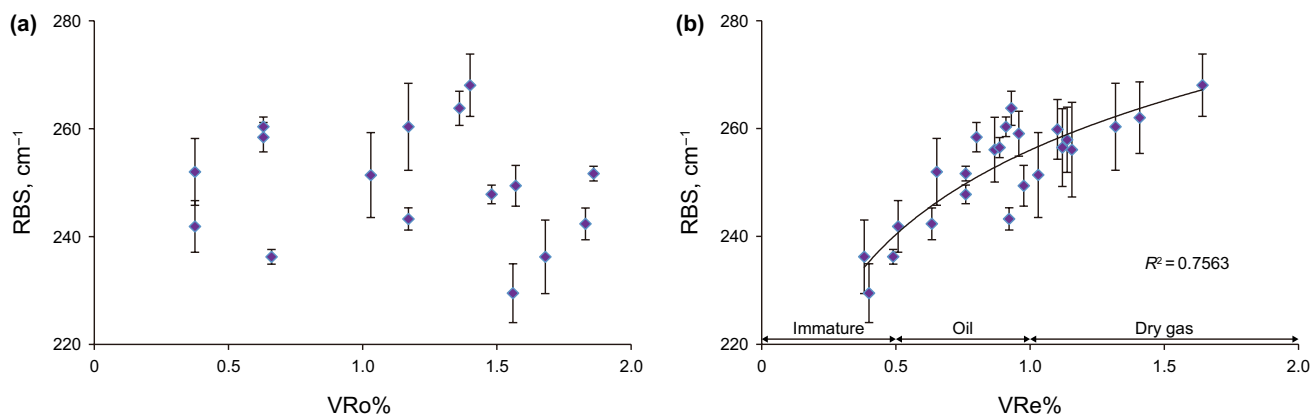 (a)
280
260
240
220
RBS, cm⁻¹
0 0.5 1.0 1.5 2.0
VRo%
(b)
280
260
240
220
RBS, cm⁻¹
R² = 0.7563
Immature Oil Dry gas
0 0.5 1.0 1.5 2.0
VRe%